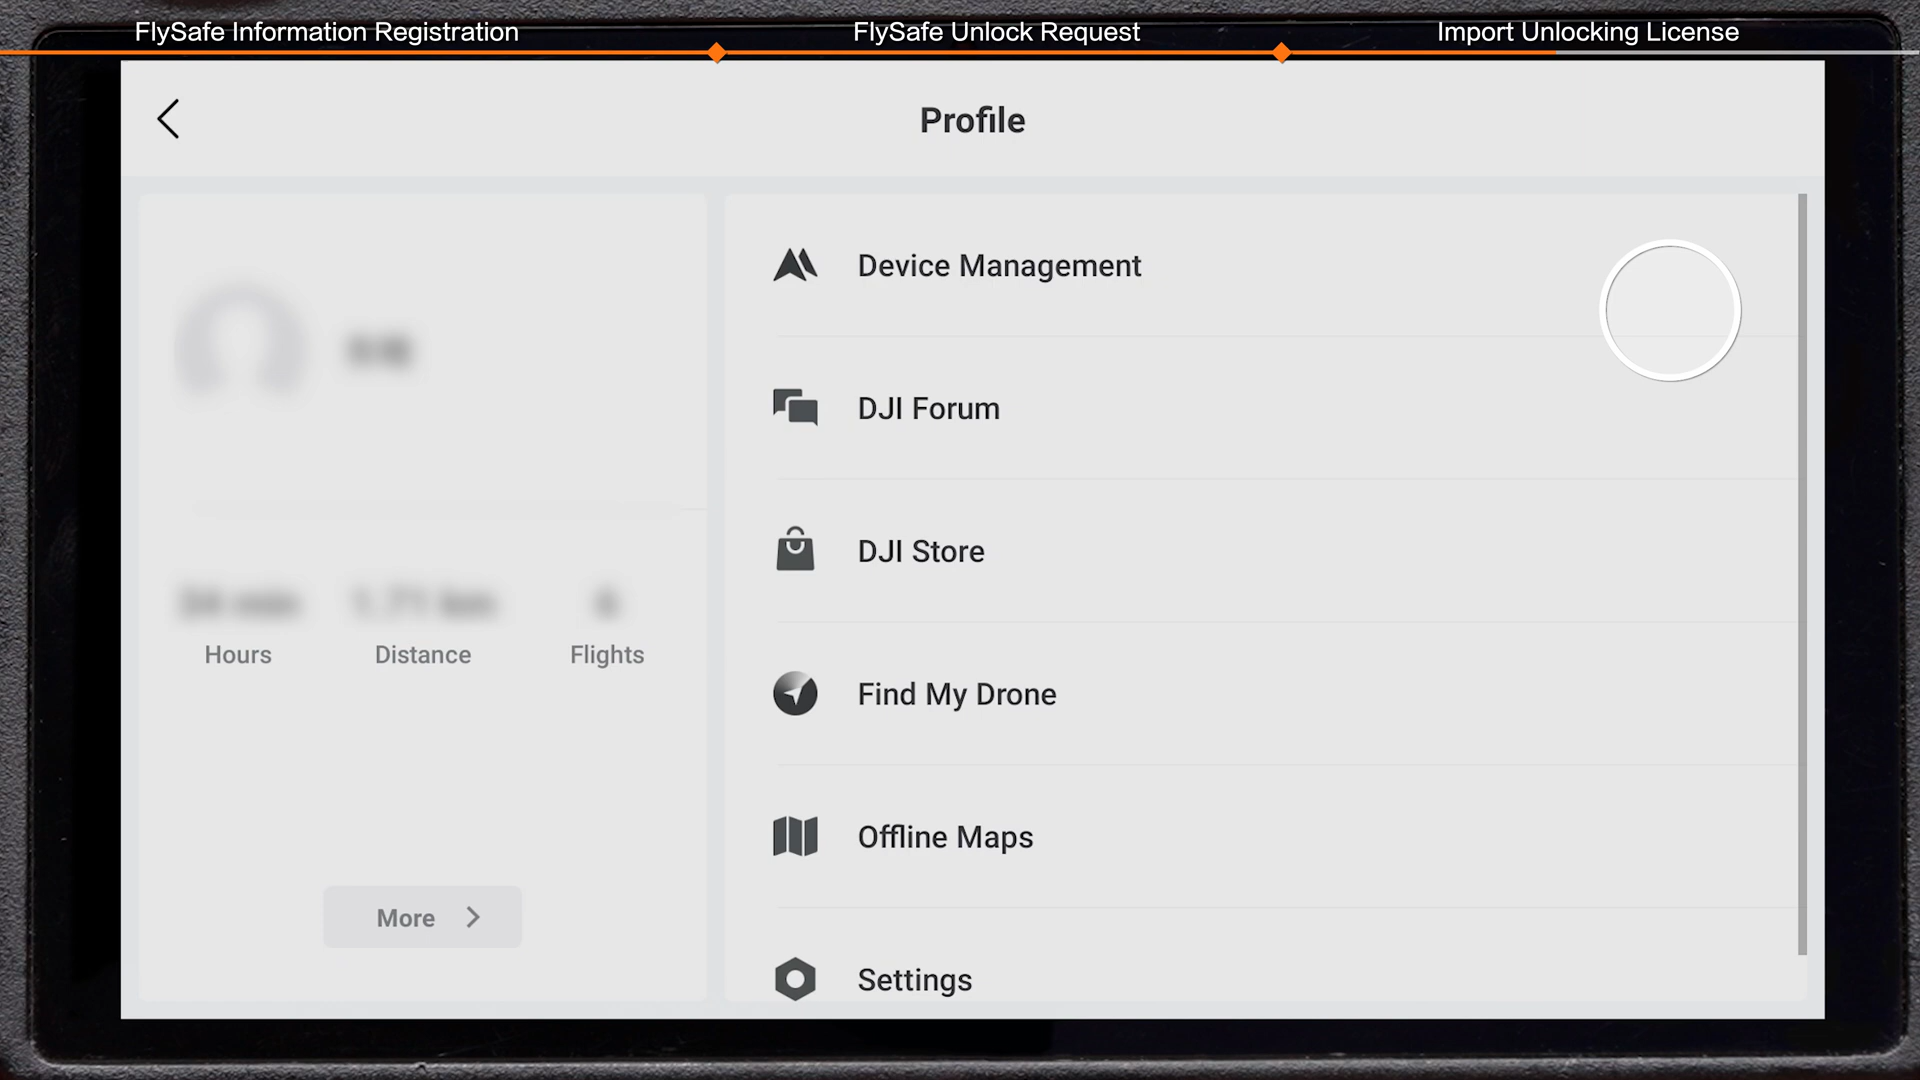 FlySafe Information Registration
FlySafe Unlock Request
Import Unlocking License
Profile
Device Management
DJI Forum
DJI Store
Find My Drone
Offline Maps
Settings
Hours
Distance
Flights
More